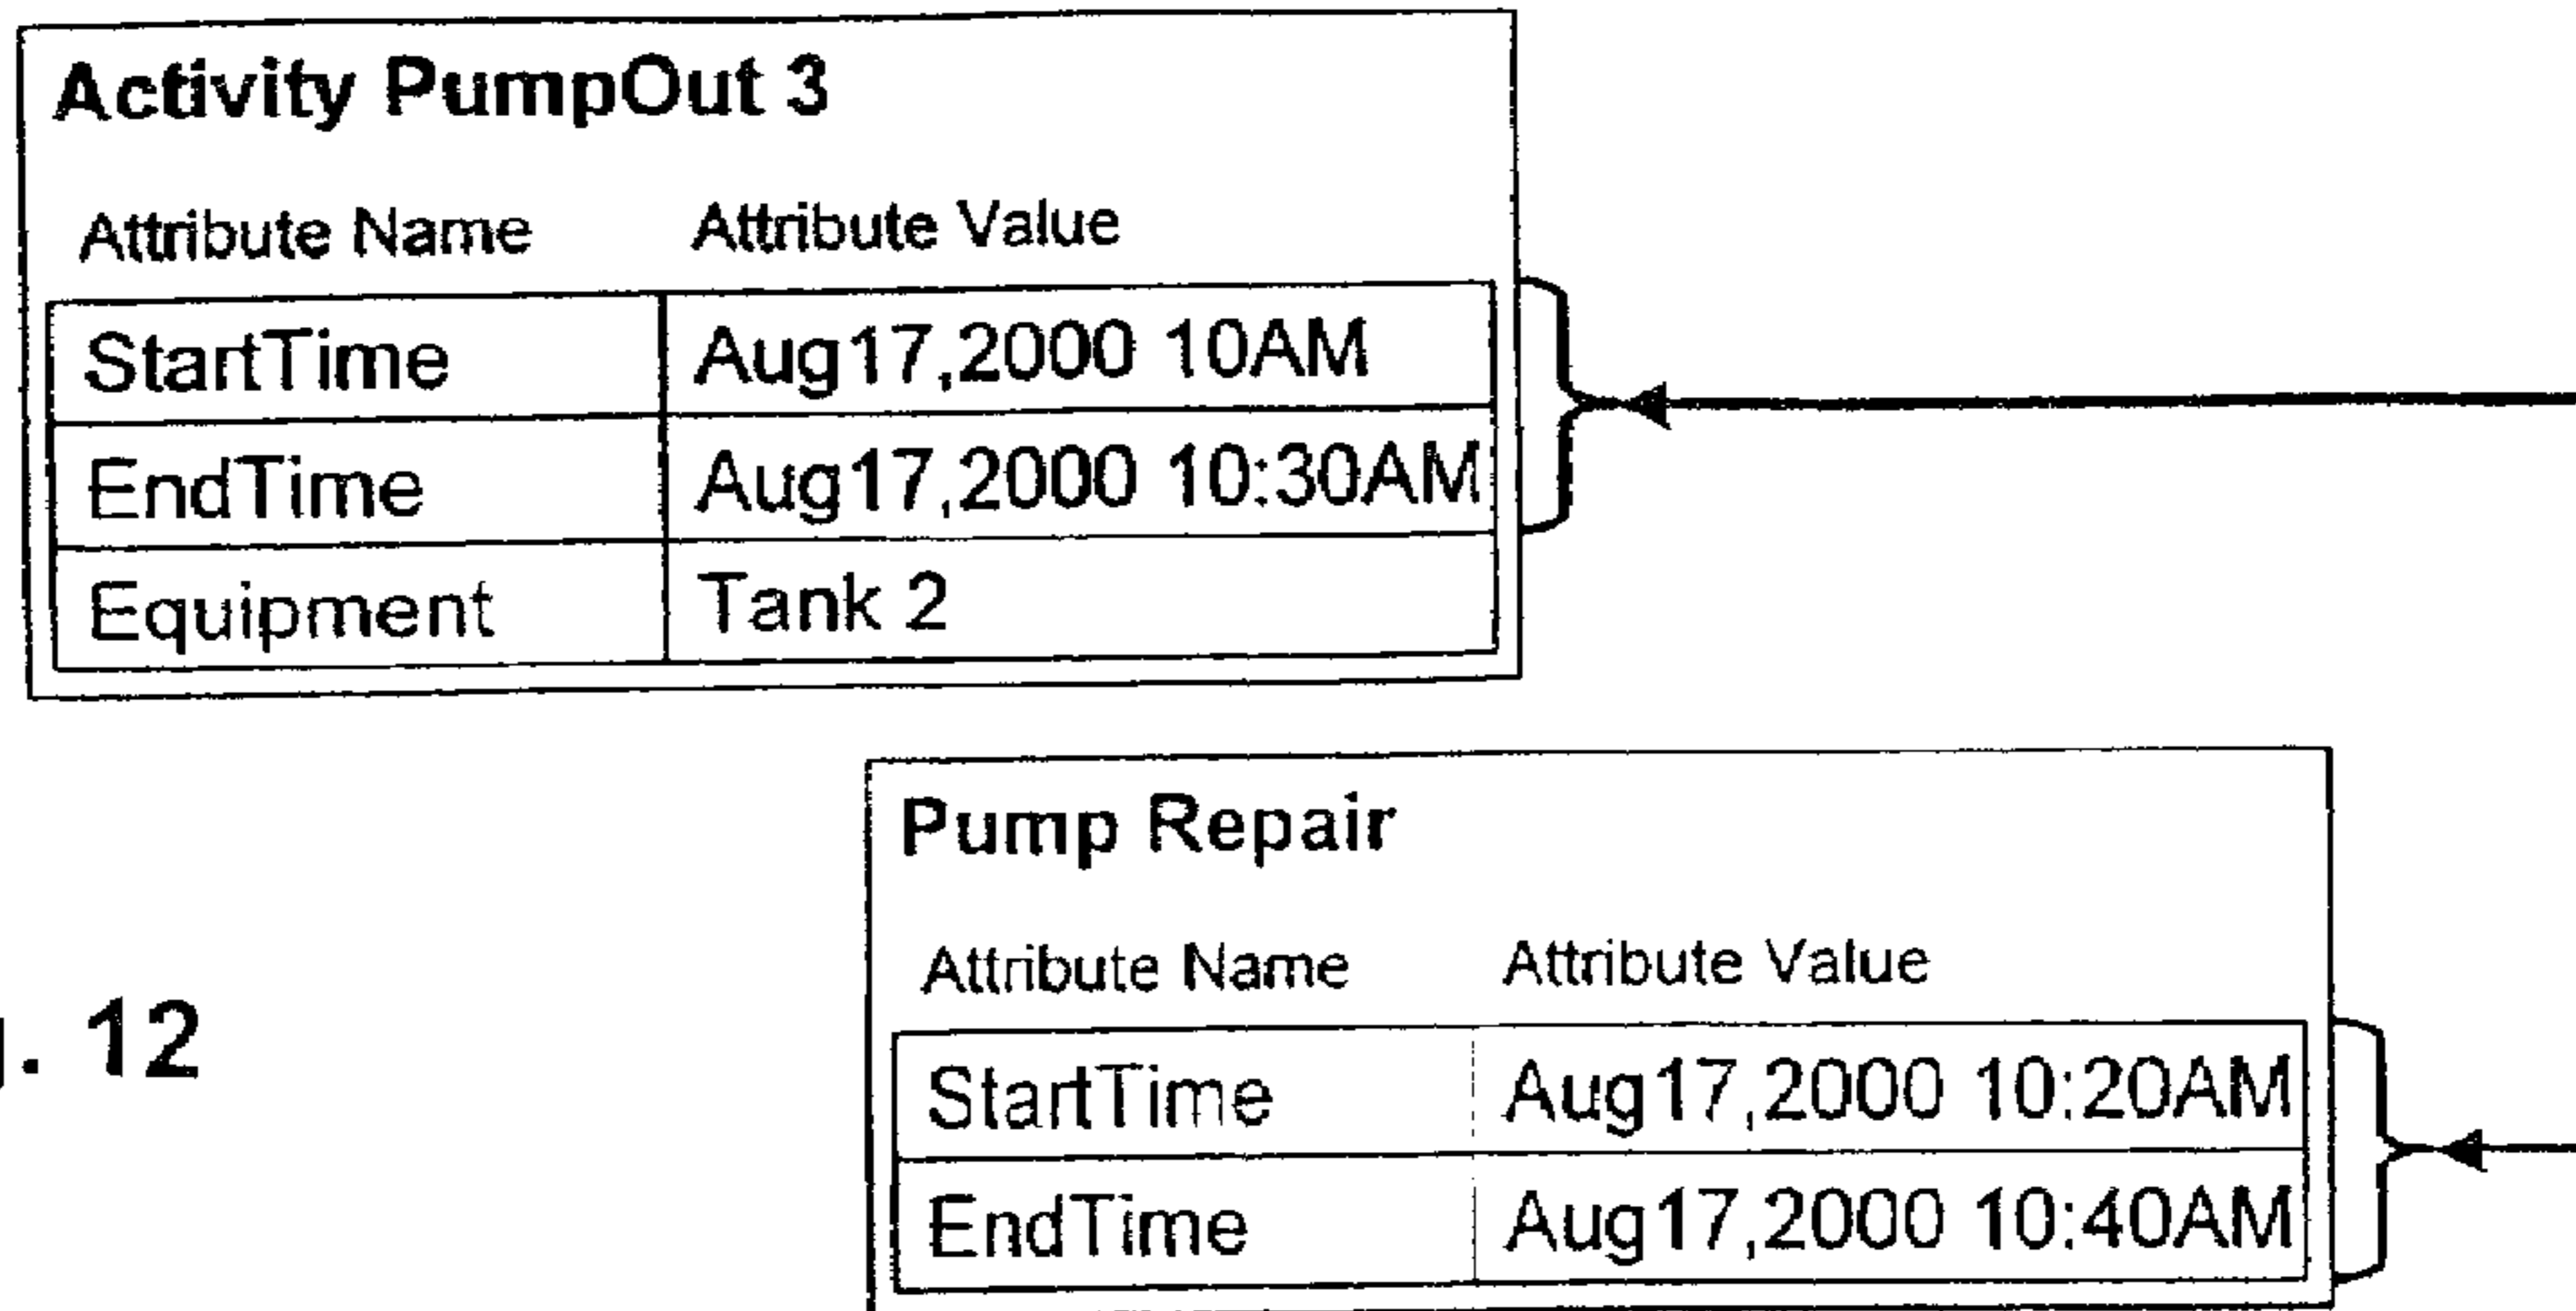 Activity PumpOut 3
Attribute Name Attribute Value
StartTime Aug17,2000 10AM
EndTime Aug17,2000 10:30AM
Equipment Tank 2
Pump Repair
Attribute Name Attribute Value
. 12
StartTime Aug17,2000 10:20AM
EndTime Aug17,2000 10:40AM